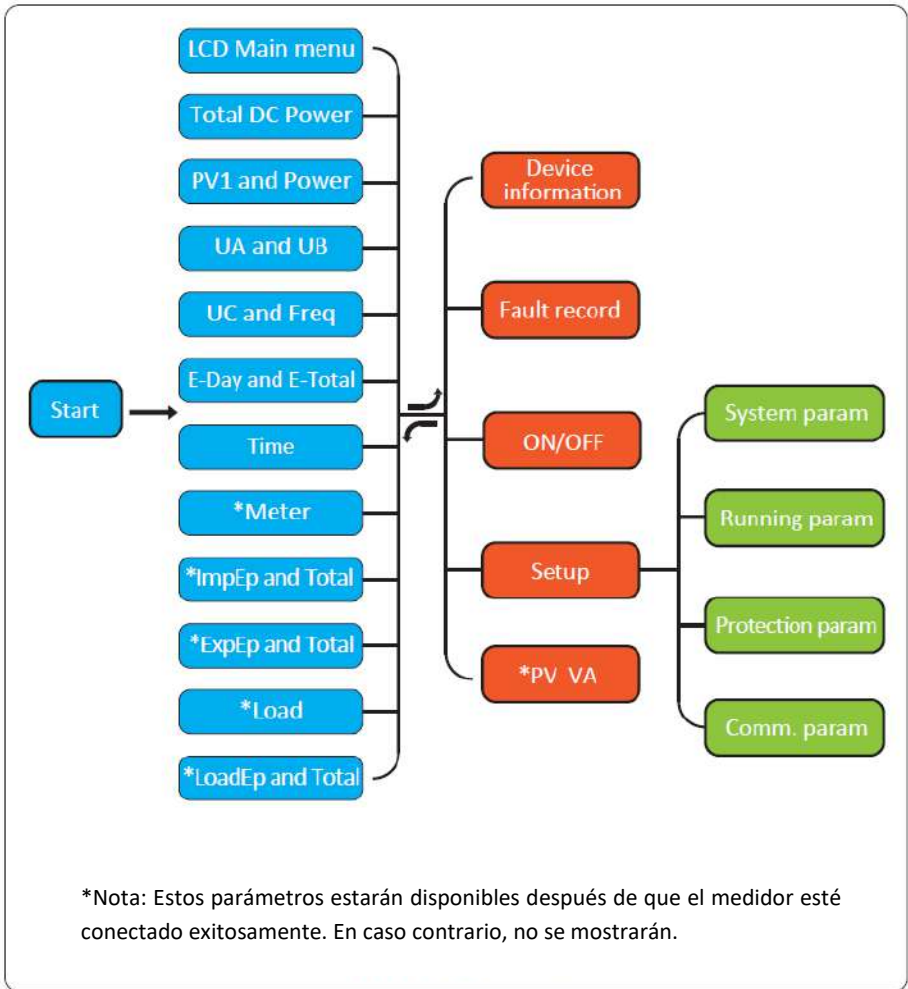 LCD Main menu
Total DC Power
PV1 and Power
UA and UB
UC and Freq
E-Day and E-Total
Start
Time
*Meter
*ImpEp and Total
*ExpEp and Total
*Load
*LoadEp and Total
Device
information
Fault record
ON/OFF
Setup
*PV VA
System param
Running param
Protection param
Comm. param
*Nota: Estos parámetros estarán disponibles después de que el medidor esté
conectado exitosamente. En caso contrario, no se mostrarán.